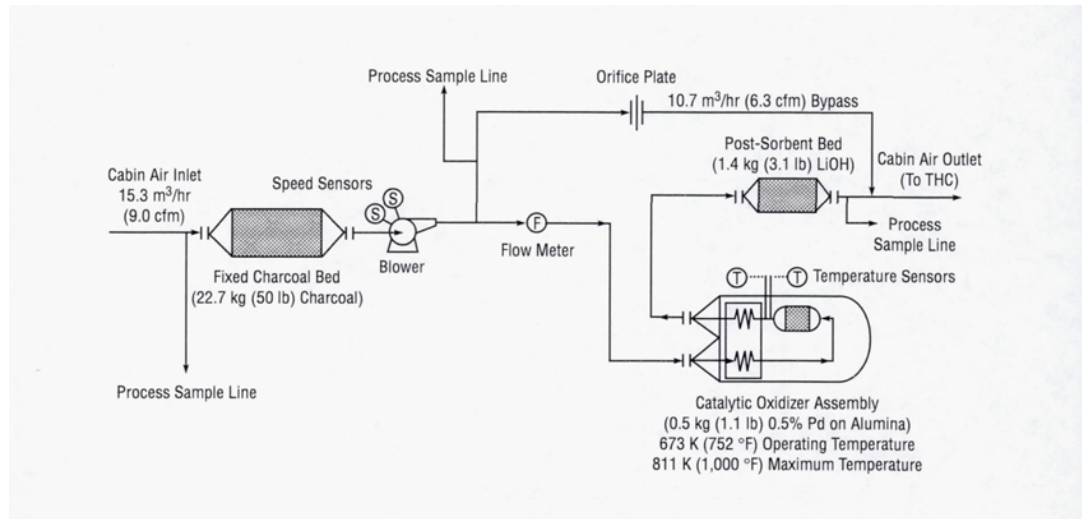 Process Sample Line
Orifice Plate
10.7 m³/hr (6.3 cfm) Bypass
Cabin Air Inlet
15.3 m³/hr
(9.0 cfm)
Speed Sensors
S
S
Post-Sorbent Bed
(1.4 kg (3.1 lb) LiOH)
Cabin Air Outlet
(To THC)
F
Flow Meter
Process
Sample Line
Blower
Fixed Charcoal Bed
(22.7 kg (50 lb) Charcoal)
T
T
Temperature Sensors
Process Sample Line
Catalytic Oxidizer Assembly
(0.5 kg (1.1 lb) 0.5% Pd on Alumina)
673 K (752 °F) Operating Temperature
811 K (1,000 °F) Maximum Temperature